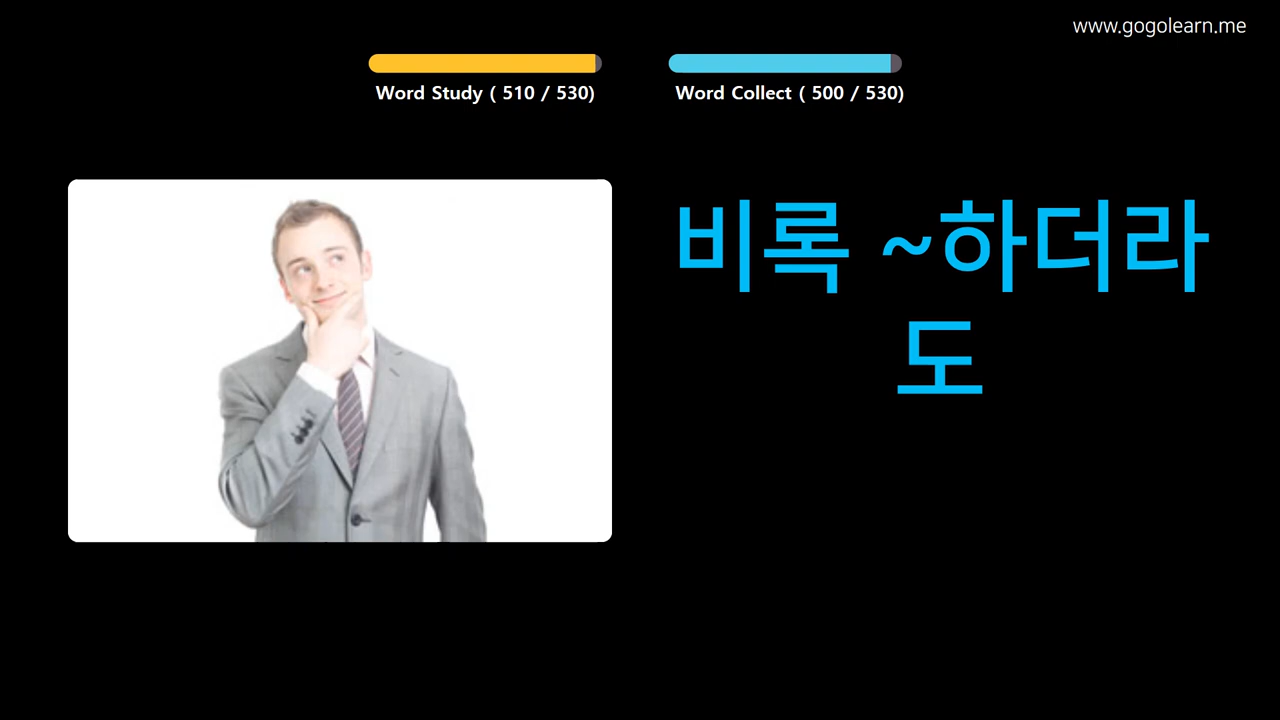 www.gogolearn.me
Word Study ( 510 / 530)
Word Collect ( 500 / 530)
비록 ~하더라
도